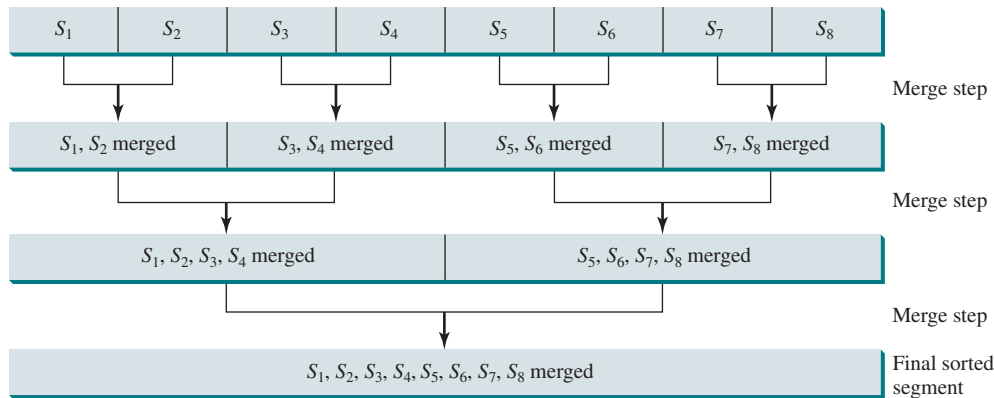 S₁ S₂ S₃ S₄ S₅ S₆ S₇ S₈
Merge step
S₁, S₂ merged S₃, S₄ merged S₅, S₆ merged S₇, S₈ merged
Merge step
S₁, S₂, S₃, S₄ merged S₅, S₆, S₇, S₈ merged
Merge step
S₁, S₂, S₃, S₄, S₅, S₆, S₇, S₈ merged
Final sorted
segment